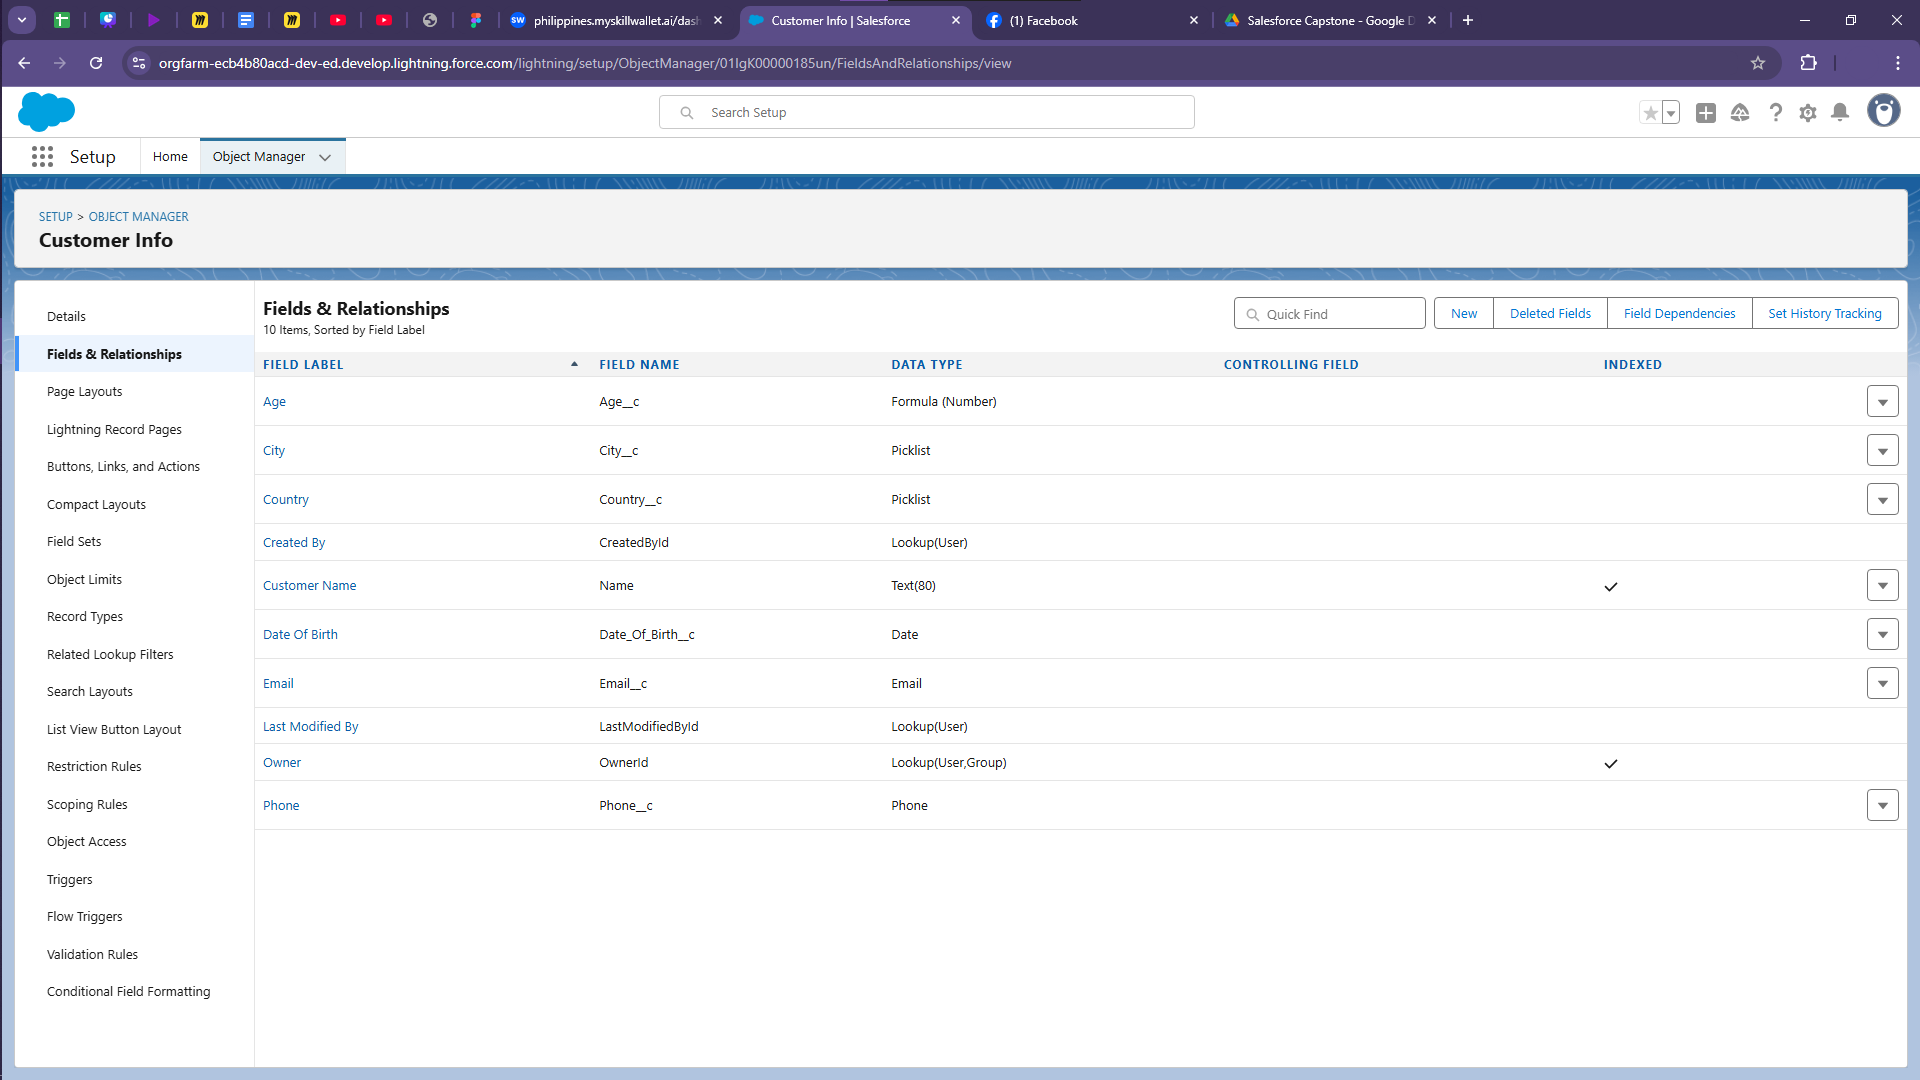 philippines.myskillwallet.ai/dash
Customer Info | Salesforce
(1) Facebook
Salesforce Capstone - Google D
orgfarm-ecb4b80acd-dev-ed.develop.lightning.force.com/lightning/setup/ObjectManager/01IgK00000185un/FieldsAndRelationships/view
Search Setup
Setup
Home
Object Manager
SETUP > OBJECT MANAGER
Customer Info
Details
Fields & Relationships
Page Layouts
Lightning Record Pages
Buttons, Links, and Actions
Compact Layouts
Field Sets
Object Limits
Record Types
Related Lookup Filters
Search Layouts
List View Button Layout
Restriction Rules
Scoping Rules
Object Access
Triggers
Flow Triggers
Validation Rules
Conditional Field Formatting
Fields & Relationships
10 Items, Sorted by Field Label
Quick Find
New
Deleted Fields
Field Dependencies
Set History Tracking
FIELD LABEL FIELD NAME DATA TYPE CONTROLLING FIELD INDEXED
Age Age__c Formula (Number)
City City__c Picklist
Country Country__c Picklist
Created By CreatedById Lookup(User)
Customer Name Name Text(80)
Date Of Birth Date_Of_Birth__c Date
Email Email__c Email
Last Modified By LastModifiedById Lookup(User)
Owner OwnerId Lookup(User,Group)
Phone Phone__c Phone